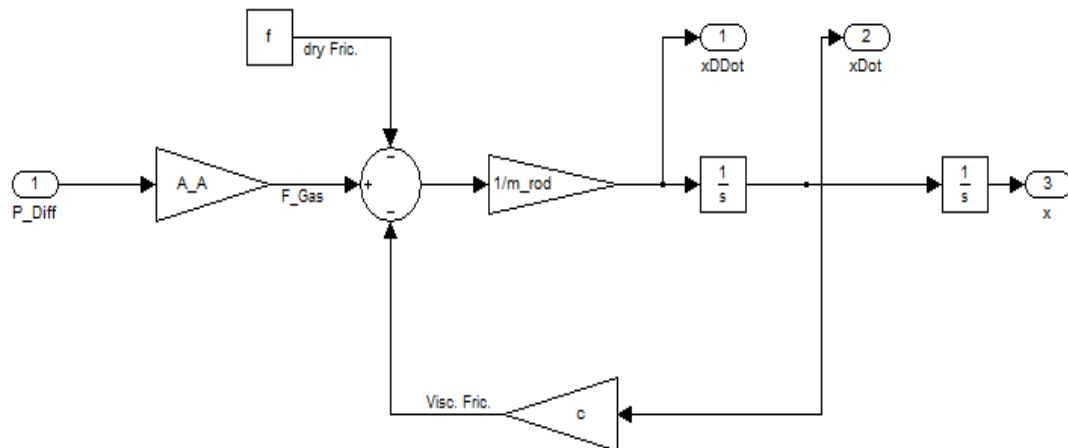 f
dry Fric.
1
xDDot
2
xDot
1
P_Diff
A_A
F_Gas
−
+
−
1/m_rod
1
s
1
s
3
x
Visc. Fric.
c